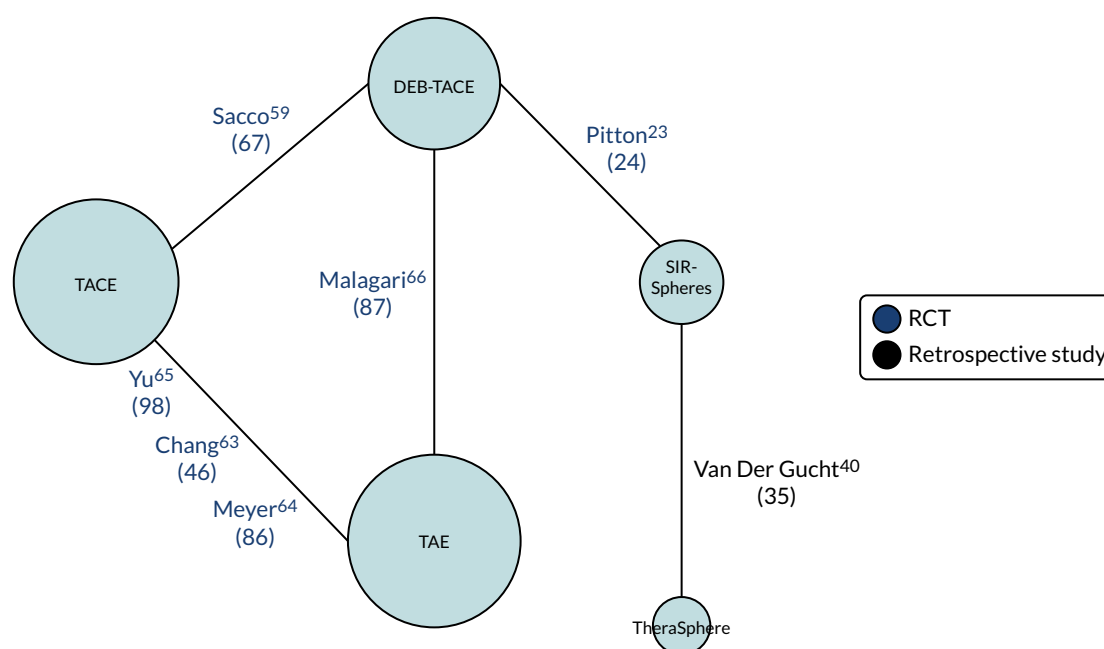 DEB-TACE
Sacco59
(67)
Pitton23
(24)
TACE
Malagari66
(87)
SIR-
Spheres
RCT
Retrospective study
Yu65
(98)
Chang63
(46)
Meyer64
(86)
TAE
Van Der Gucht40
(35)
TheraSphere